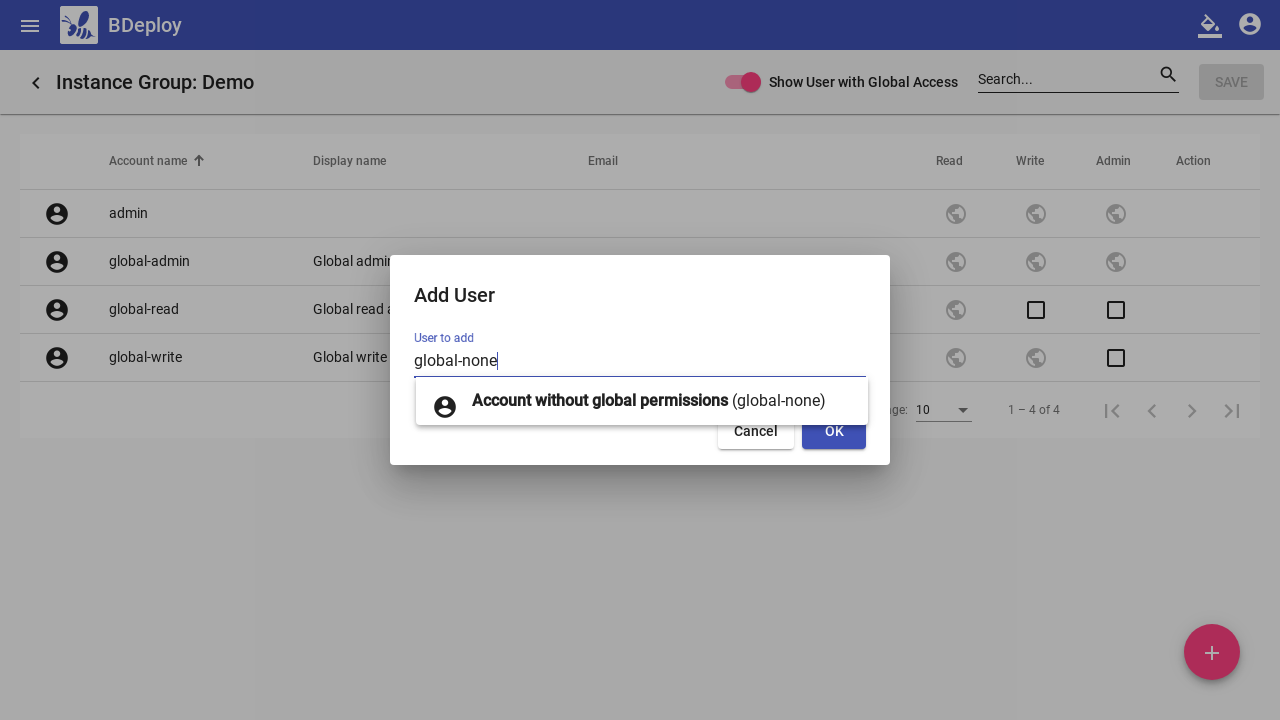 BDeploy
Instance Group: Demo
Show User with Global Access
Search...
SAVE
Account name
Display name
Email
Read
Write
Admin
Action
admin
global-admin
Global admin
global-read
Global read a
global-write
Global write
Add User
User to add
global-none
Account without global permissions (global-none)
Cancel
OK
age:
10
1 – 4 of 4